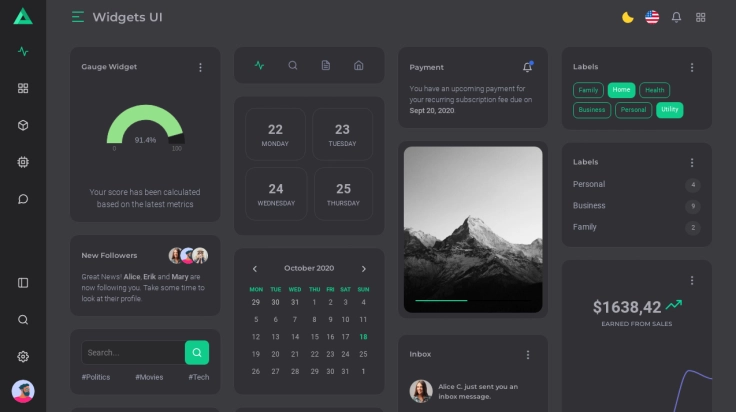 Widgets UI
Gauge Widget
91.4%
0
100
Your score has been calculated
based on the latest metrics
New Followers
Great News! Alice, Erik and Mary are
now following you. Take some time to
look at their profile.
Search...
#Politics #Movies #Tech
22
MONDAY
23
TUESDAY
24
WEDNESDAY
25
THURSDAY
October 2020
MON TUE WED THU FRI SAT SUN
29 30 31 1 2 3 4
5 6 7 8 9 10 11
12 13 14 15 16 17 18
19 20 21 22 23 24 25
26 27 28 29 30 31 1
Payment
You have an upcoming payment for
your recurring subscription fee due on
Sept 20, 2020.
Inbox
Alice C. just sent you an
inbox message.
Labels
Family Home Health
Business Personal Utility
Labels
Personal 4
Business 9
Family 2
$1638,42
EARNED FROM SALES